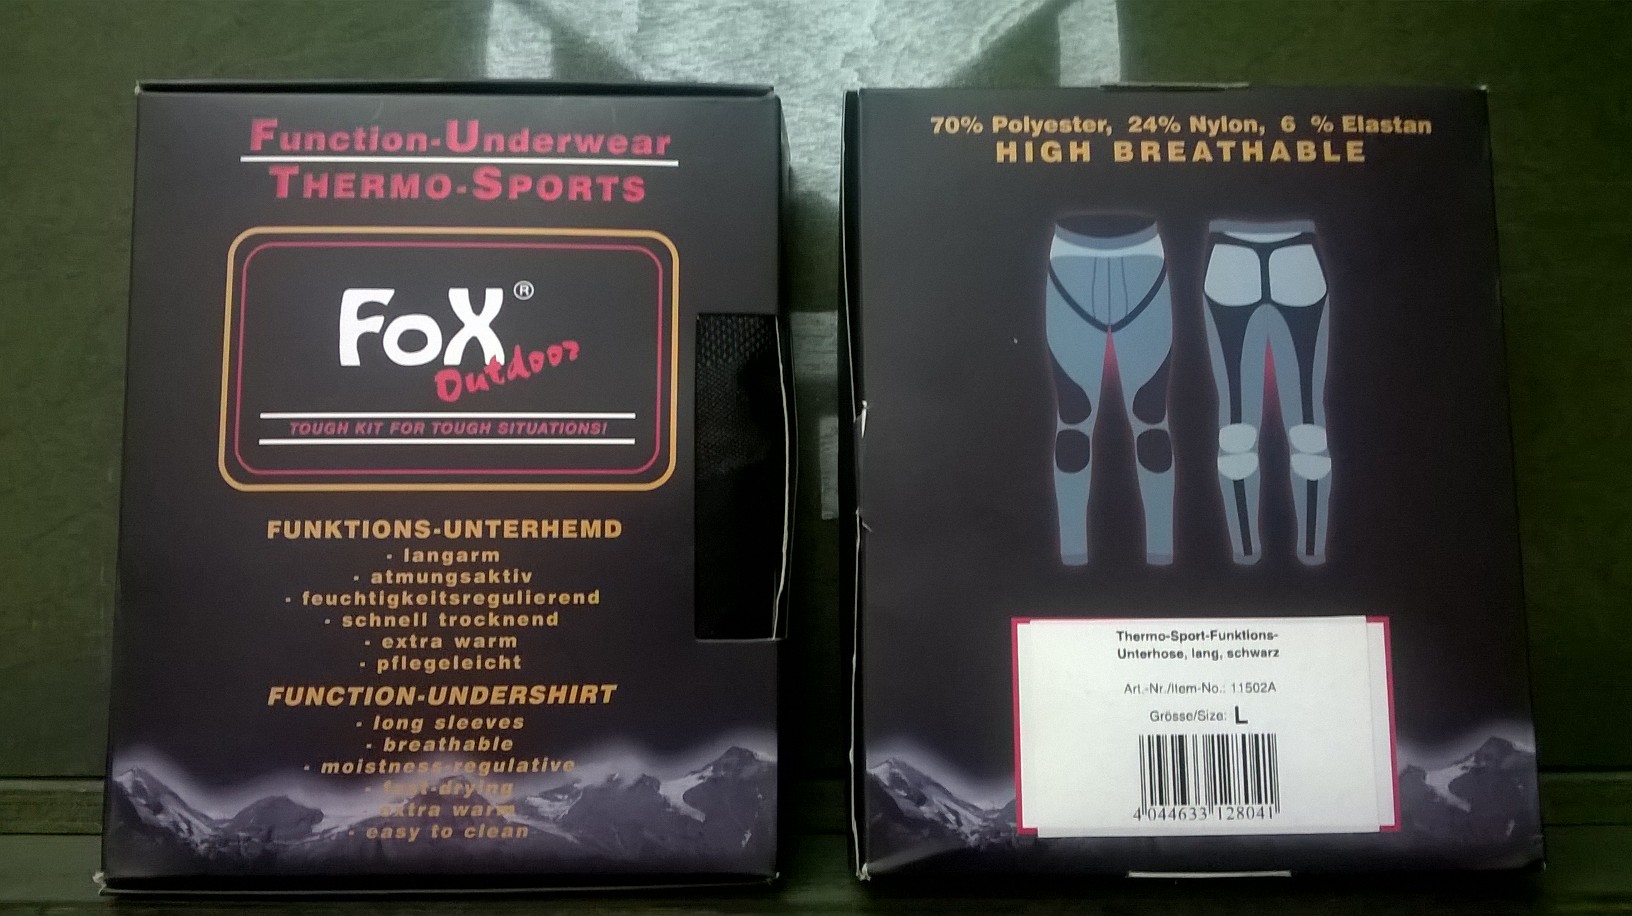 Function-Underwear
THERMO-SPORTS
FoX®
Outdoor
TOUGH KIT FOR TOUGH SITUATIONS!
FUNKTIONS-UNTERHEMD
- langarm
- atmungsaktiv
- feuchtigkeitsregulierend
- schnell trocknend
- extra warm
- pflegeleicht
FUNCTION-UNDERSHIRT
- long sleeves
- breathable
- moistness-regulative
- fast-drying
- extra warm
- easy to clean
70% Polyester, 24% Nylon, 6 % Elastan
HIGH BREATHABLE
Thermo-Sport-Funktions-
Unterhose, lang, schwarz
Art.-Nr./Item-No.: 11502A
Grösse/Size: L
4 044633 128041